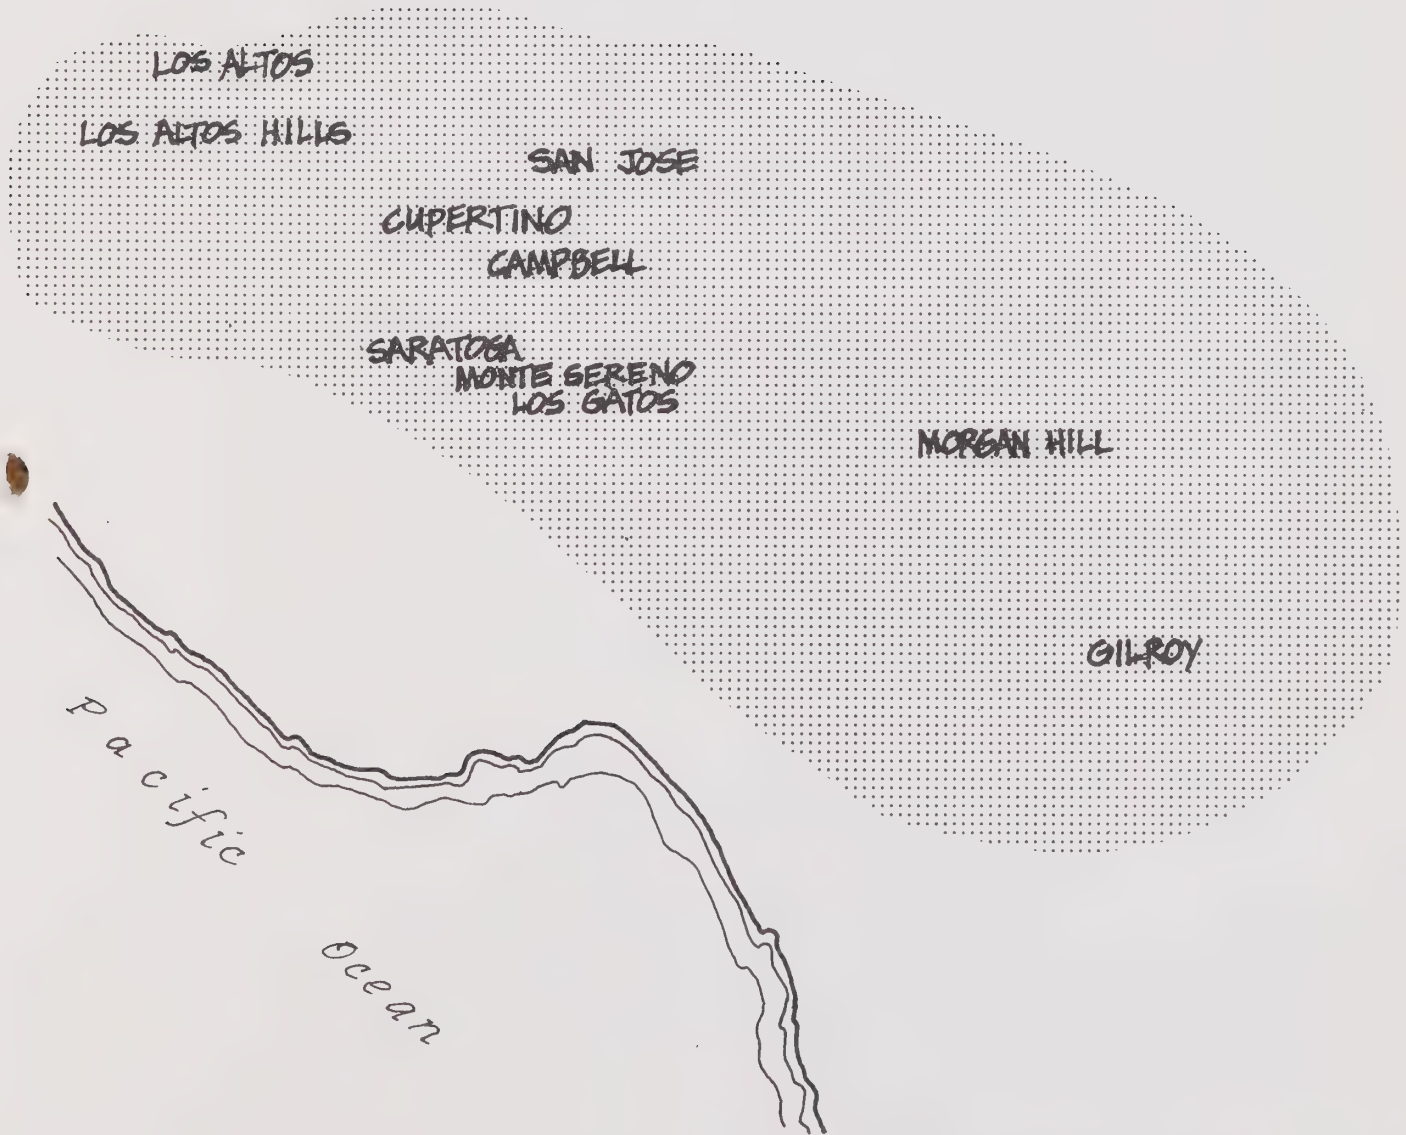 LOS ALTOS
LOS ALTOS HILLS
SAN JOSE
CUPERTINO
CAMPBELL
SARATOGA
MONTE SERENO
LOS GATOS
MORGAN HILL
GILROY
Pacific
Ocean